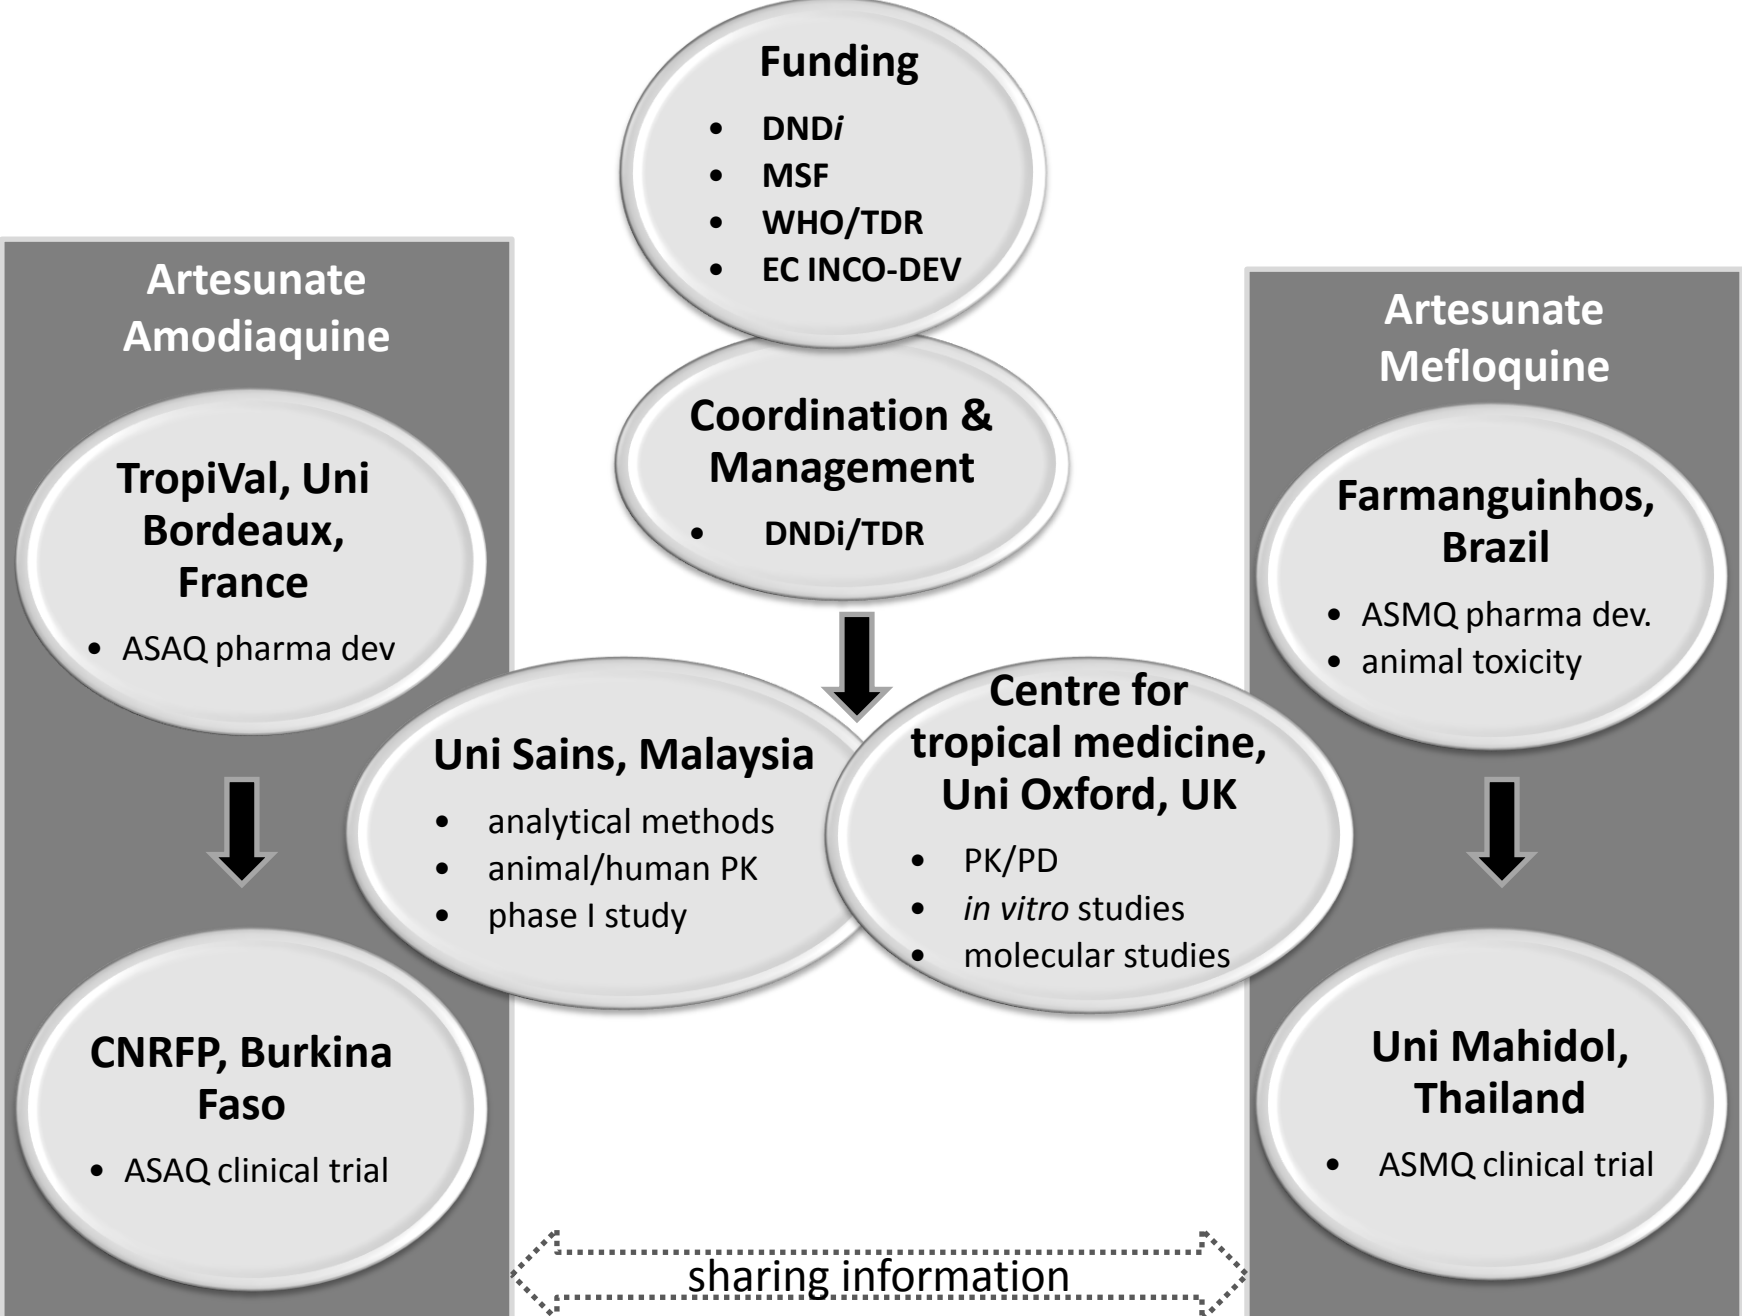 Funding
• DNDi
• MSF
• WHO/TDR
• EC INCO-DEV
Coordination &
Management
• DNDi/TDR
Artesunate
Amodiaquine
TropiVal, Uni
Bordeaux,
France
• ASAQ pharma dev
CNRFP, Burkina
Faso
• ASAQ clinical trial
Uni Sains, Malaysia
• analytical methods
• animal/human PK
• phase I study
Centre for
tropical medicine,
Uni Oxford, UK
• PK/PD
• in vitro studies
• molecular studies
Artesunate
Mefloquine
Farmanguinhos,
Brazil
• ASMQ pharma dev.
• animal toxicity
Uni Mahidol,
Thailand
• ASMQ clinical trial
sharing information